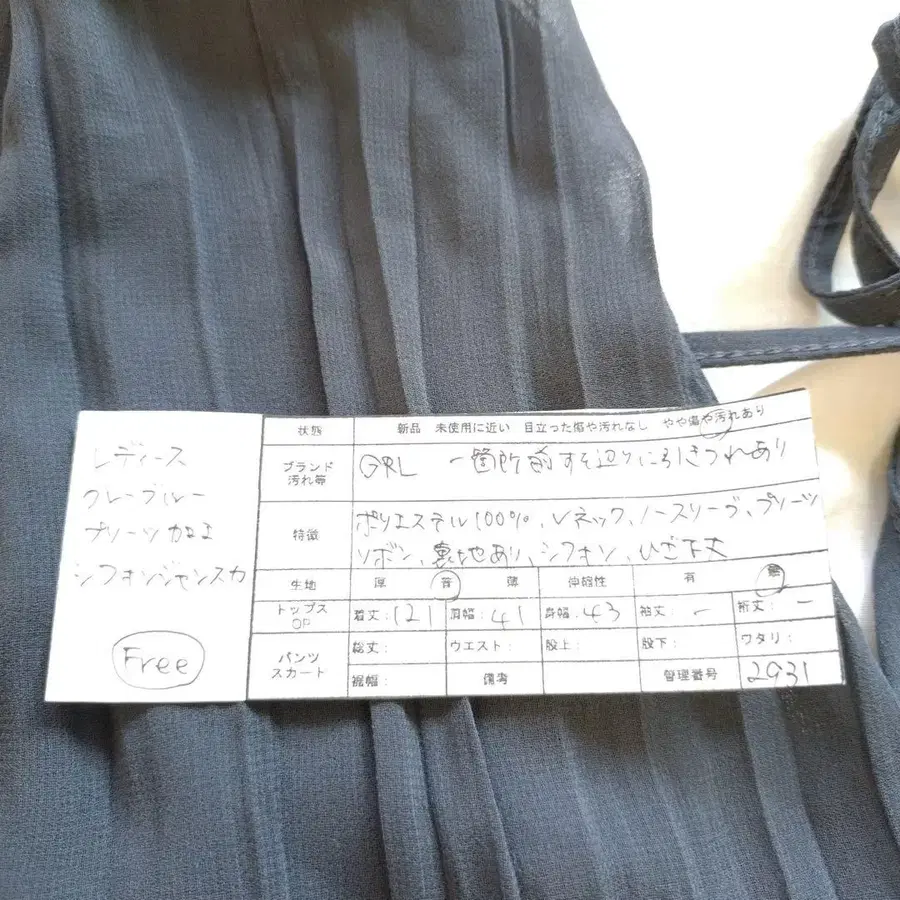 レディース
グレーブルー
プリーツ加工
シフォンジャンスカ
Free
状態 新品 未使用に近い 目立った傷や汚れなし やや傷や汚れあり
ブランド 汚れ等 GRL 一箇所前すそ辺りに引きつれあり
特徴 ポリエステル100%、Vネック、ノースリーブ、プリーツ
リボン、裏地あり、シフォン、ひざ下丈
生地 厚 普 薄 伸縮性 有 無
トップス OP 着丈:121 肩幅:41 身幅:43 袖丈:ー 裄丈:ー
パンツ スカート 総丈: ウエスト: 股上: 股下: ワタリ:
裾幅: 備考 管理番号 2931